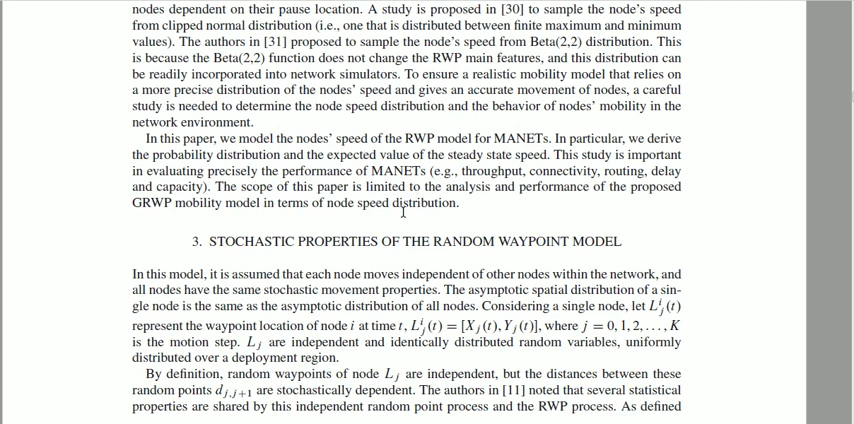 nodes dependent on their pause location. A study is proposed in [30] to sample the node's speed
from clipped normal distribution (i.e., one that is distributed between finite maximum and minimum
values). The authors in [31] proposed to sample the node's speed from Beta(2,2) distribution. This
is because the Beta(2,2) function does not change the RWP main features, and this distribution can
be readily incorporated into network simulators. To ensure a realistic mobility model that relies on
a more precise distribution of the nodes' speed and gives an accurate movement of nodes, a careful
study is needed to determine the node speed distribution and the behavior of nodes' mobility in the
network environment.
In this paper, we model the nodes' speed of the RWP model for MANETs. In particular, we derive
the probability distribution and the expected value of the steady state speed. This study is important
in evaluating precisely the performance of MANETs (e.g., throughput, connectivity, routing, delay
and capacity). The scope of this paper is limited to the analysis and performance of the proposed
GRWP mobility model in terms of node speed distribution.
3. STOCHASTIC PROPERTIES OF THE RANDOM WAYPOINT MODEL
In this model, it is assumed that each node moves independent of other nodes within the network, and
all nodes have the same stochastic movement properties. The asymptotic spatial distribution of a sin-
gle node is the same as the asymptotic distribution of all nodes. Considering a single node, let L^i_j(t)
represent the waypoint location of node i at time t, L^i_j(t) = [X_j(t), Y_j(t)], where j = 0, 1, 2, . . . , K
is the motion step. L_j are independent and identically distributed random variables, uniformly
distributed over a deployment region.
By definition, random waypoints of node L_j are independent, but the distances between these
random points d_{j,j+1} are stochastically dependent. The authors in [11] noted that several statistical
properties are shared by this independent random point process and the RWP process. As defined